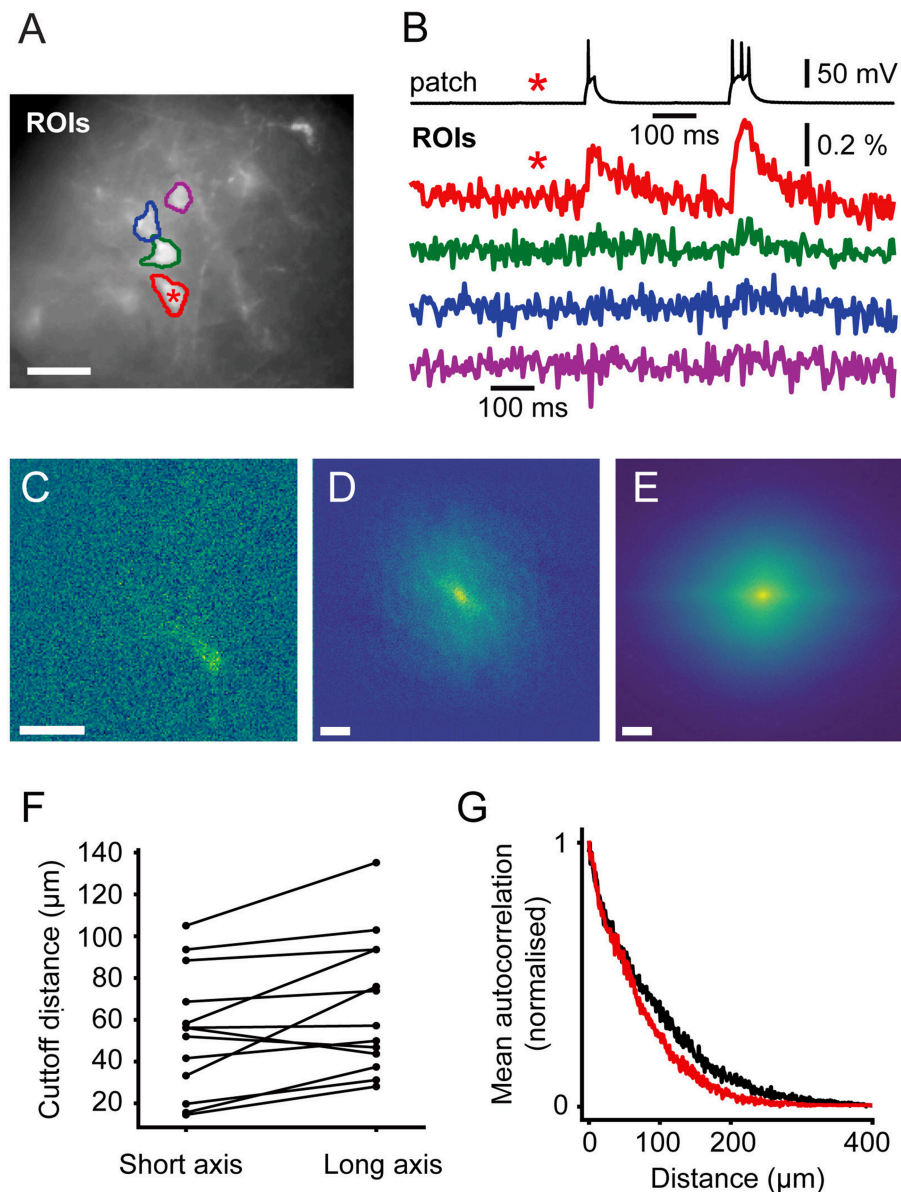 A
ROIs
*
B
patch
*
50 mV
100 ms
ROIs
*
0.2 %
100 ms
C
D
E
F
Cuttoff distance (µm)
140
120
100
80
60
40
20
Short axis
Long axis
G
Mean autocorrelation
(normalised)
1
0
0
100
200
400
Distance (µm)